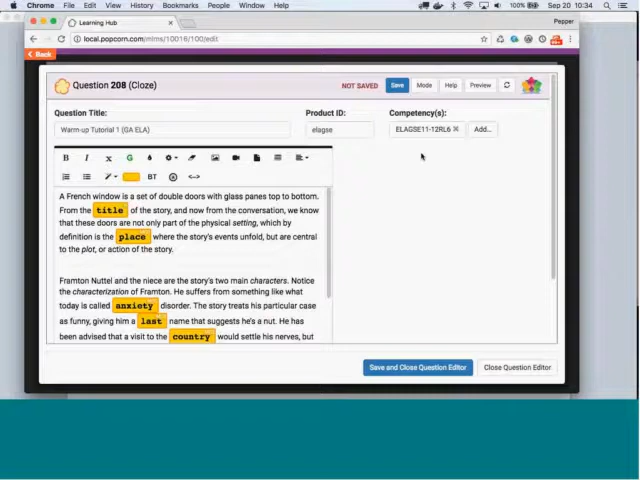 Chrome File Edit View History Bookmarks People Window Help 100% Sep 20 10:34
Learning Hub
Pepper
local.popcorn.com/mlms/10016/100/edit
Back
Question 208 (Cloze)
NOT SAVED Save Mode Help Preview
Question Title: Product ID: Competency(s):
Warm-up Tutorial 1 (GA ELA) elagse ELAGSE11-12RL6 Add...
B I x G
BT
A French window is a set of double doors with glass panes top to bottom.
From the title of the story, and now from the conversation, we know
that these doors are not only part of the physical setting, which by
definition is the place where the story's events unfold, but are central
to the plot, or action of the story.
Framton Nuttel and the niece are the story's two main characters. Notice
the characterization of Framton. He suffers from something like what
today is called anxiety disorder. The story treats his particular case
as funny, giving him a last name that suggests he's a nut. He has
been advised that a visit to the country would settle his nerves, but
Save and Close Question Editor Close Question Editor